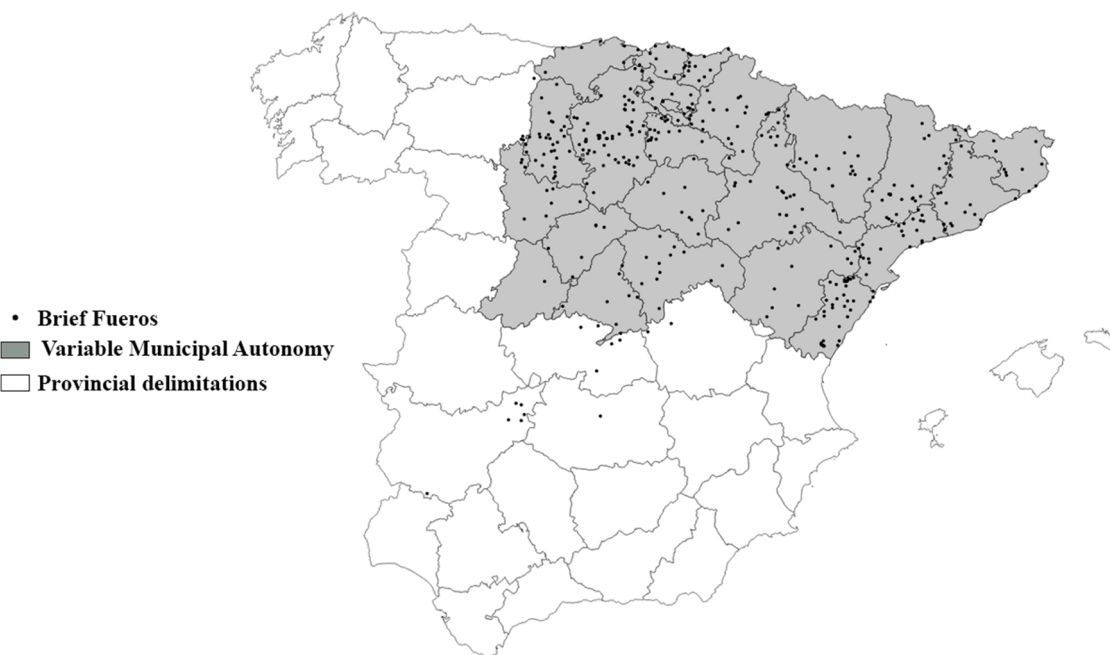 Brief Fueros
Variable Municipal Autonomy
Provincial delimitations